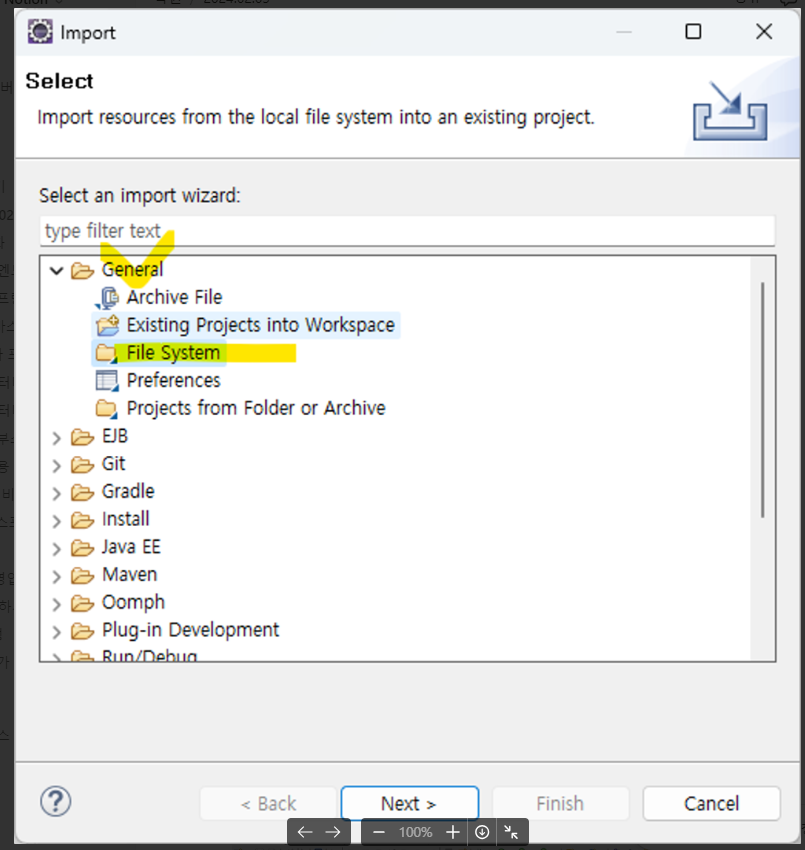 Import
Select
Import resources from the local file system into an existing project.
Select an import wizard:
type filter text
General
Archive File
Existing Projects into Workspace
File System
Preferences
Projects from Folder or Archive
EJB
Git
Gradle
Install
Java EE
Maven
Oomph
Plug-in Development
Run/Debug
?
< Back
Next >
Finish
Cancel
100%